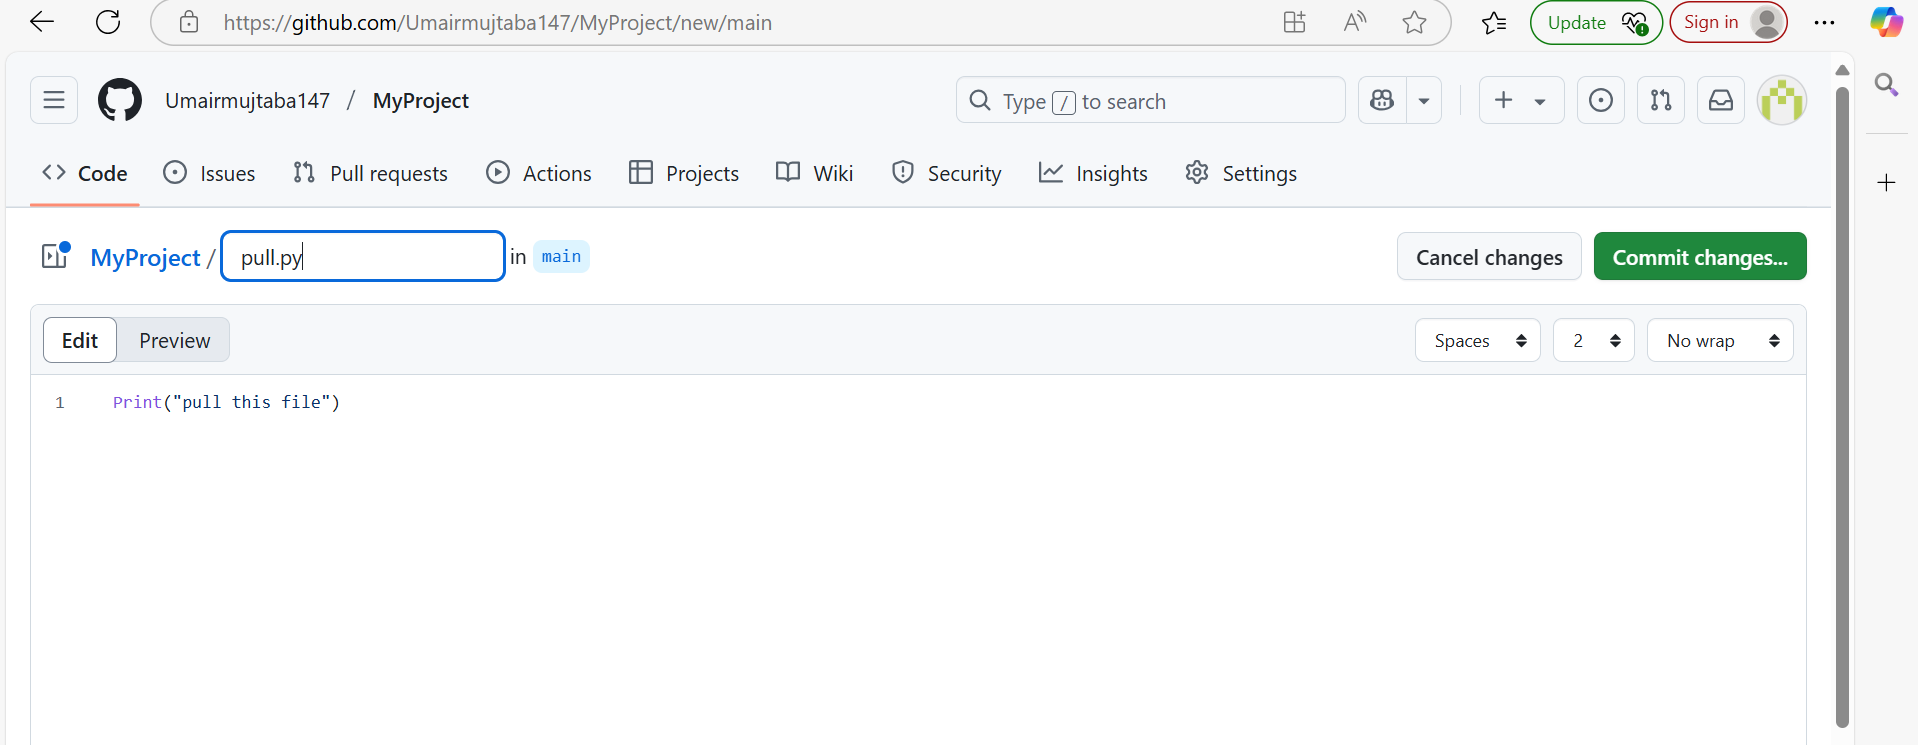 https://github.com/Umairmujtaba147/MyProject/new/main
Update
Sign in
Umairmujtaba147 / MyProject
Type / to search
Code
Issues
Pull requests
Actions
Projects
Wiki
Security
Insights
Settings
MyProject / pull.py in main
Cancel changes
Commit changes...
Edit
Preview
Spaces
2
No wrap
1 Print("pull this file")